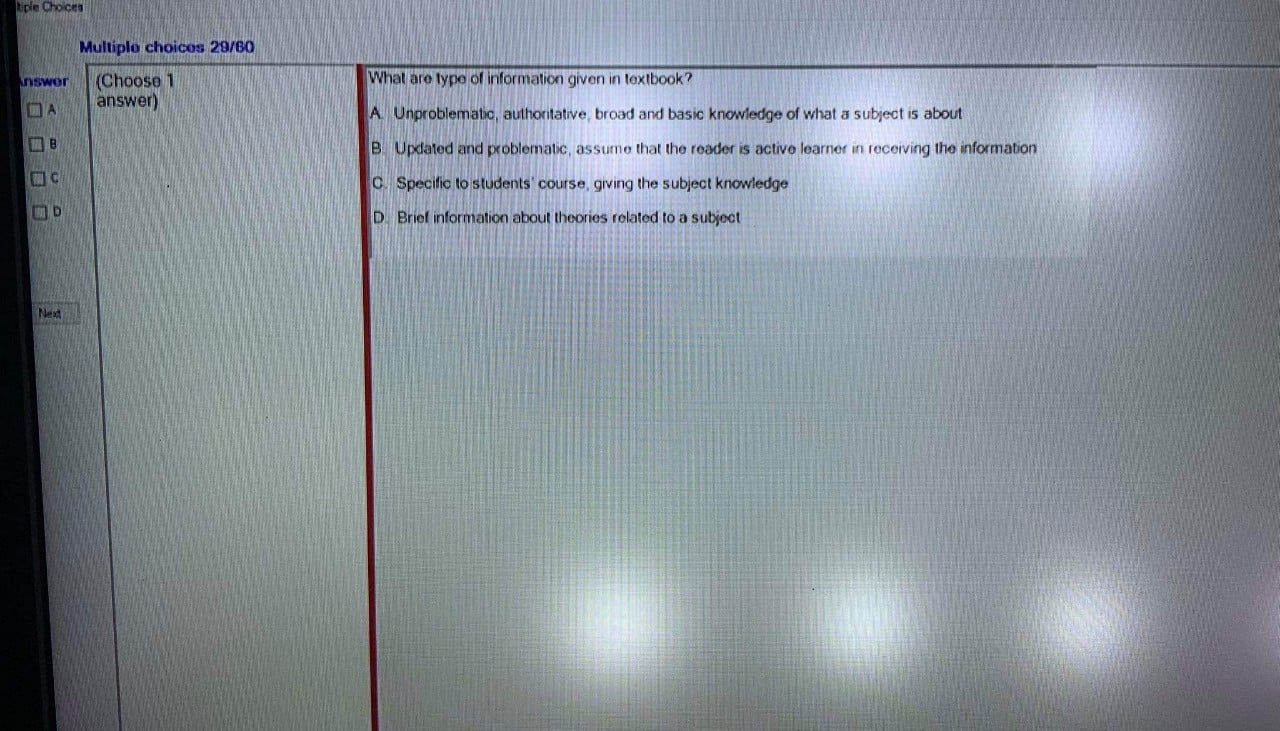 tple Choices
Multiple choices 29/60
Answer
(Choose 1
answer)
A
B
C
D
Next
What are type of information given in textbook?
A. Unproblematic, authoritative, broad and basic knowledge of what a subject is about
B. Updated and problematic, assume that the reader is active learner in receiving the information
C. Specific to students' course, giving the subject knowledge
D. Brief information about theories related to a subject